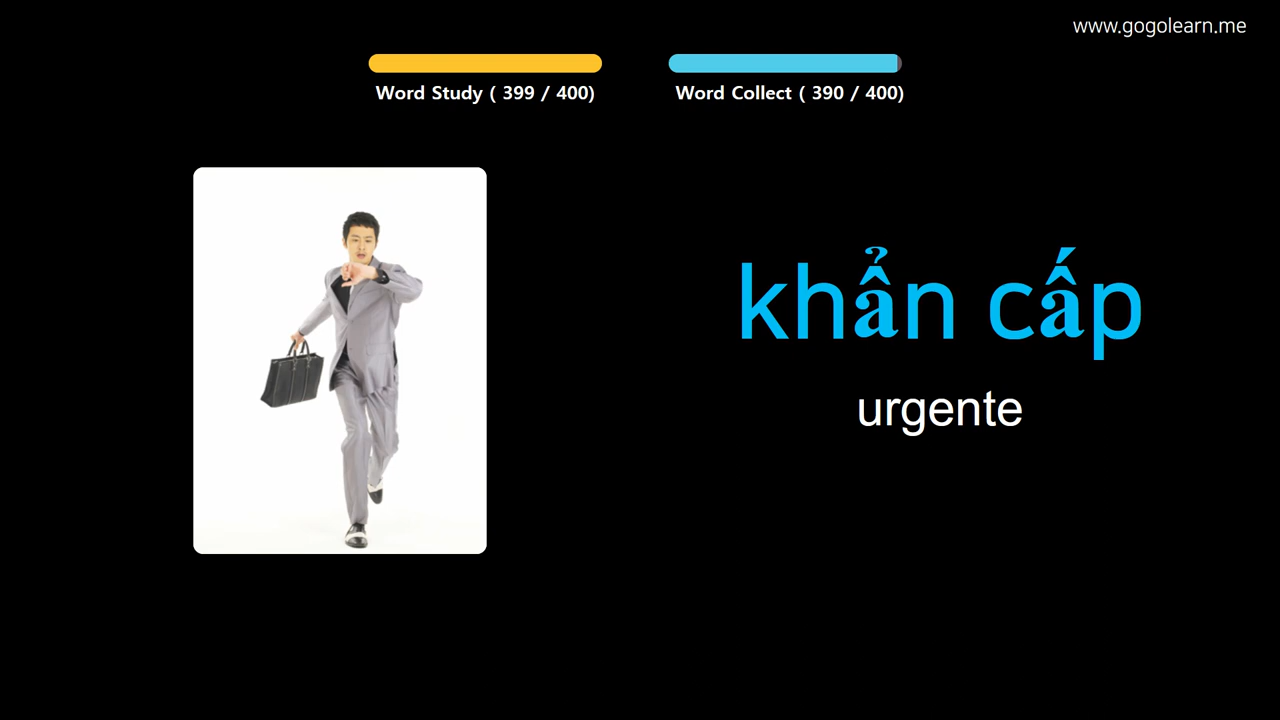 www.gogolearn.me
Word Study ( 399 / 400)
Word Collect ( 390 / 400)
khẩn cấp
urgente